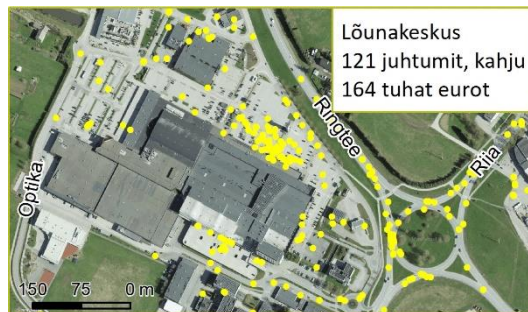 Lõunakeskus
121 juhtumit, kahju
164 tuhat eurot
Ringtee
Riia
Optika
150 75 0 m